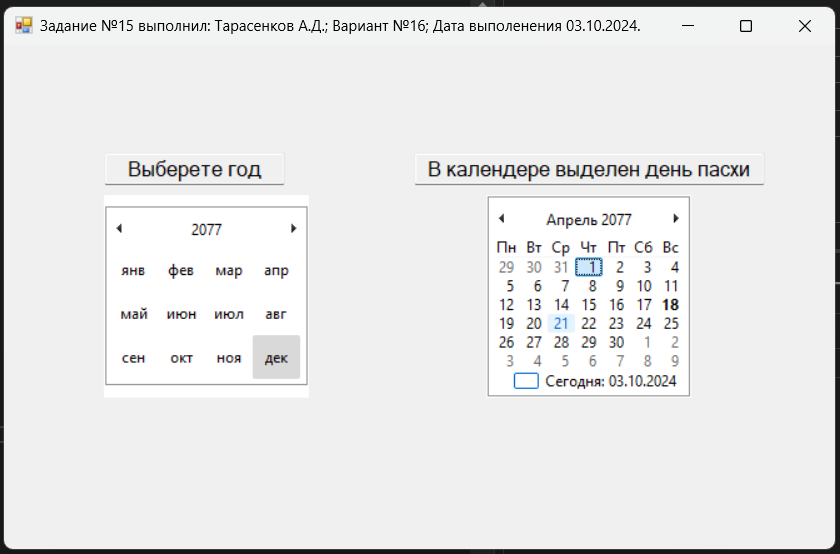 Задание №15 выполнил: Тарасенков А.Д.; Вариант №16; Дата выполенения 03.10.2024.
Выберете год
2077
янв фев мар апр
май июн июл авг
сен окт ноя дек
В календере выделен день пасхи
Апрель 2077
Пн Вт Ср Чт Пт Сб Вс
29 30 31 1 2 3 4
5 6 7 8 9 10 11
12 13 14 15 16 17 18
19 20 21 22 23 24 25
26 27 28 29 30 1 2
3 4 5 6 7 8 9
Сегодня: 03.10.2024